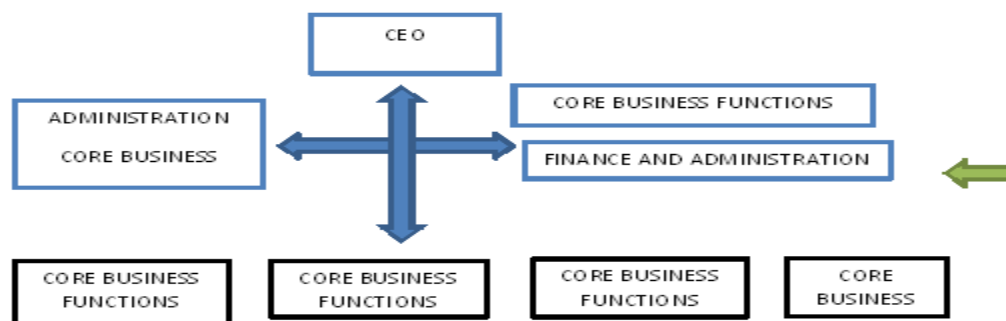 CEO
ADMINISTRATION
CORE BUSINESS
CORE BUSINESS FUNCTIONS
FINANCE AND ADMINISTRATION
CORE BUSINESS
FUNCTIONS
CORE BUSINESS
FUNCTIONS
CORE BUSINESS
FUNCTIONS
CORE
BUSINESS